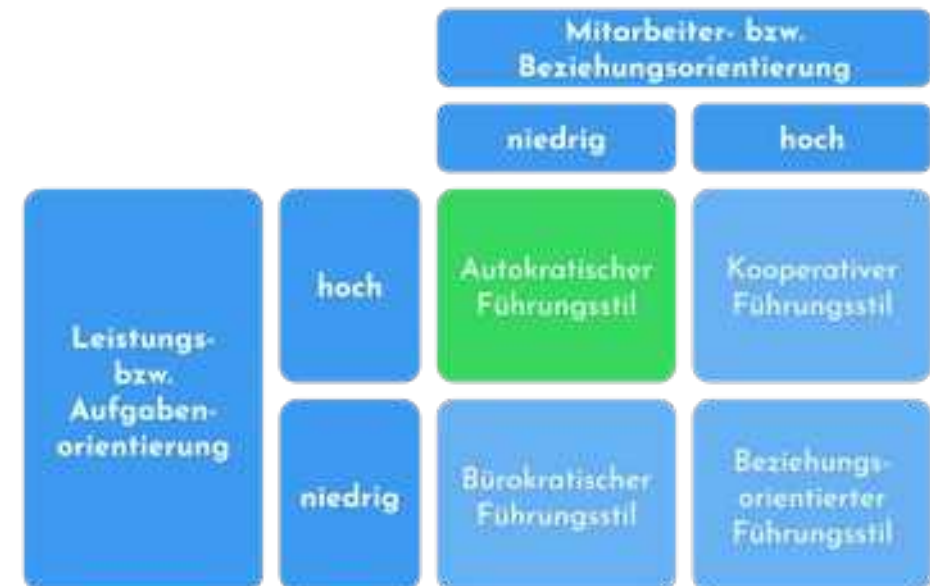 Mitarbeiter- bzw.
Beziehungsorientierung
niedrig
hoch
Leistungs-
bzw.
Aufgaben-
orientierung
hoch
Autokratischer
Führungsstil
Kooperativer
Führungsstil
niedrig
Bürokratischer
Führungsstil
Beziehungs-
orientierter
Führungsstil